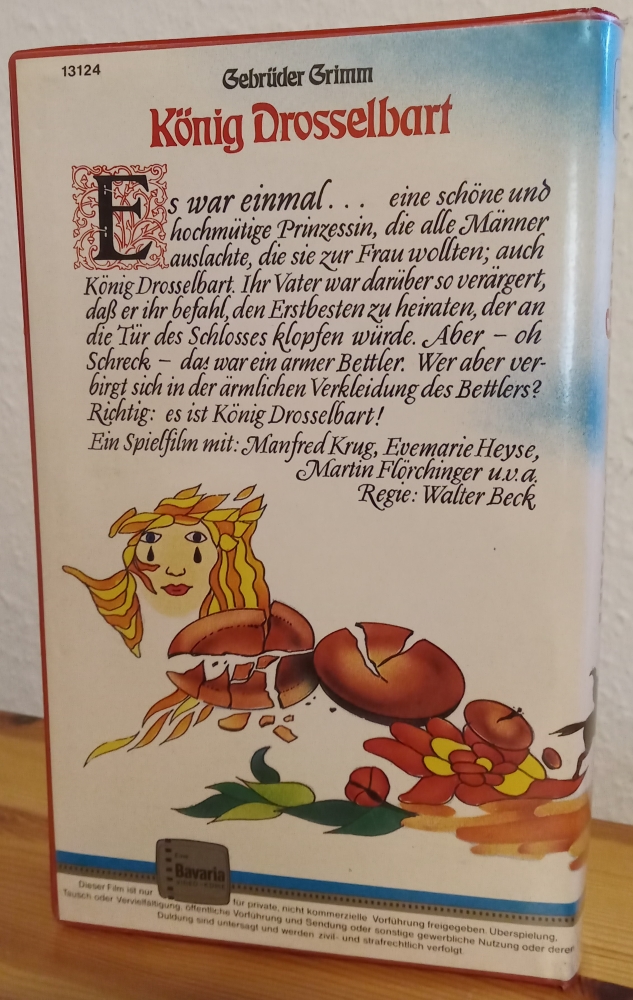 13124
Gebrüder Grimm
König Drosselbart
Es war einmal... eine schöne und
hochmütige Prinzessin, die alle Männer
auslachte, die sie zur Frau wollten; auch
König Drosselbart. Ihr Vater war darüber so verärgert,
daß er ihr befahl, den Erstbesten zu heiraten, der an
die Tür des Schlosses klopfen würde. Aber – oh
Schreck – das war ein armer Bettler. Wer aber ver-
birgt sich in der ärmlichen Verkleidung des Bettlers?
Richtig: es ist König Drosselbart!
Ein Spielfilm mit: Manfred Krug, Evemarie Heyse,
Martin Flörchinger u.v.a.
Regie: Walter Beck
Bavaria
Dieser Film ist nur für private, nicht kommerzielle Vorführung freigegeben. Überspielung,
Tausch oder Vervielfältigung, öffentliche Vorführung und Sendung oder sonstige gewerbliche Nutzung oder deren
Duldung sind untersagt und werden zivil- und strafrechtlich verfolgt.